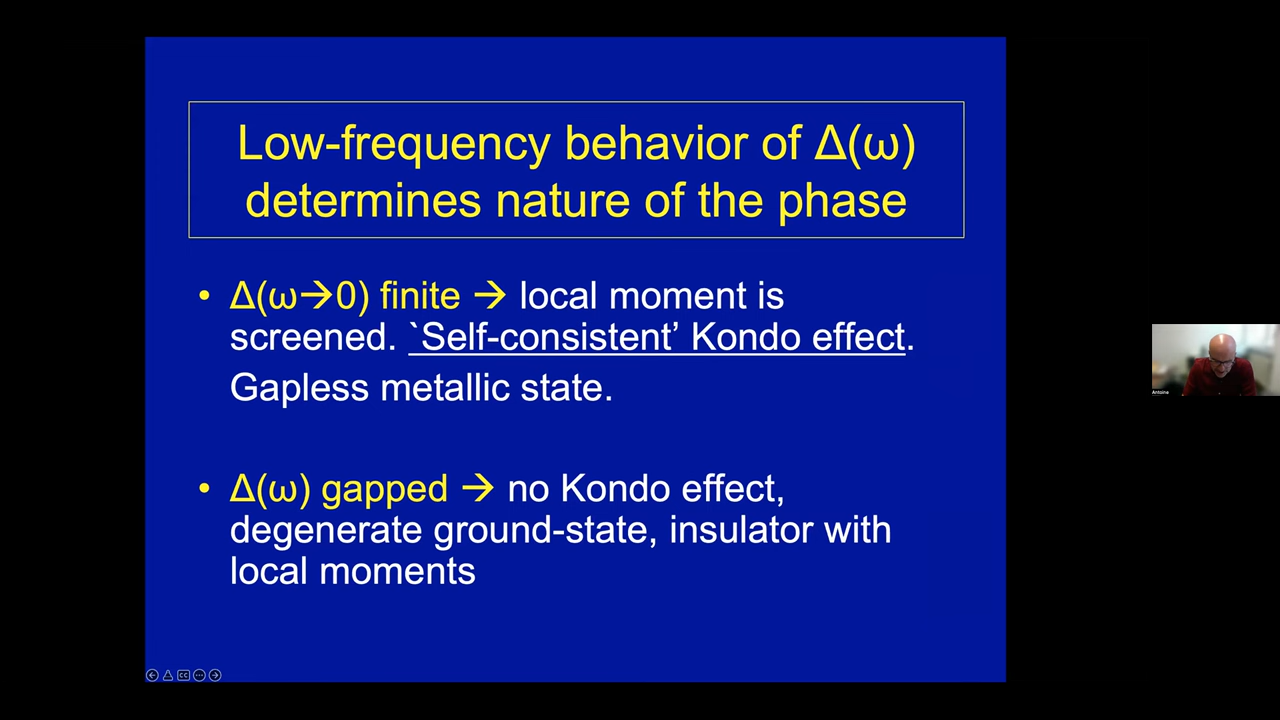 Low-frequency behavior of Δ(ω)
determines nature of the phase
• Δ(ω→0) finite → local moment is
screened. `Self-consistent’ Kondo effect.
Gapless metallic state.
• Δ(ω) gapped → no Kondo effect,
degenerate ground-state, insulator with
local moments
Antoine